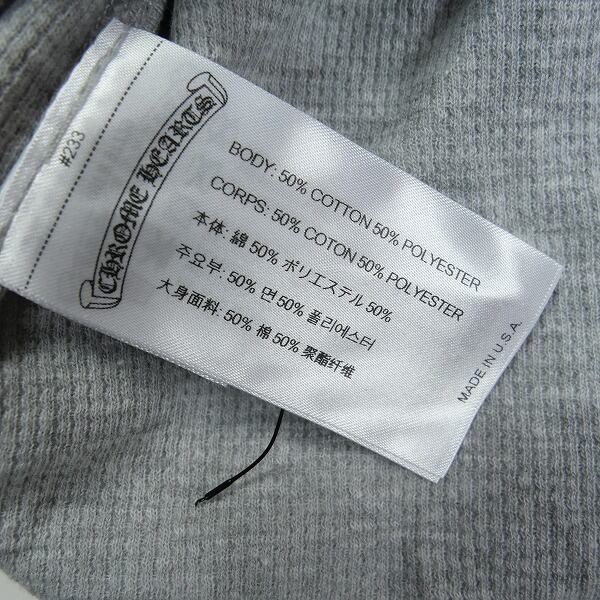 #233
CHROME HEARTS
BODY: 50% COTTON 50% POLYESTER
CORPS: 50% COTON 50% POLYESTER
本体: 綿 50% ポリエステル 50%
주요부: 50% 면 50% 폴리에스터
大身面料: 50% 棉 50% 聚酯纤维
MADE IN U.S.A.